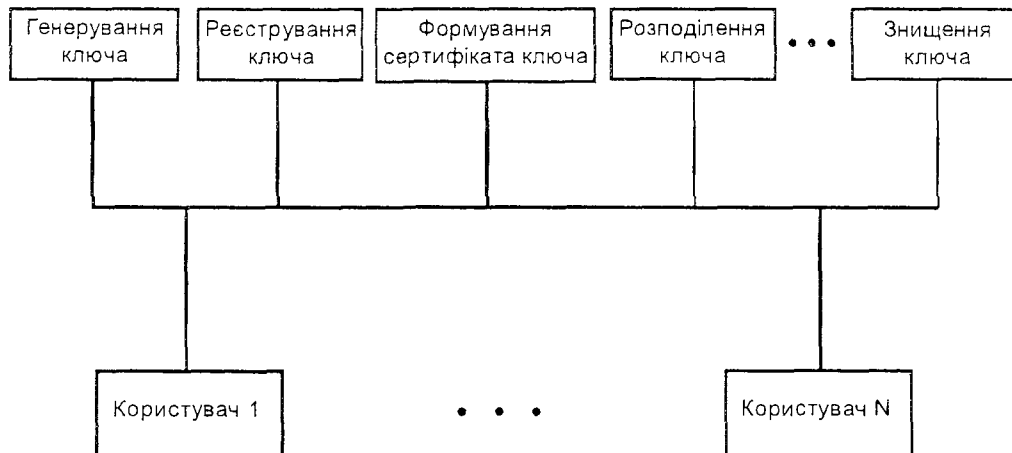 Генерування
ключа
Реєстрування
ключа
Формування
сертифіката ключа
Розподілення
ключа
• • •
Знищення
ключа
Користувач 1
• • •
Користувач N